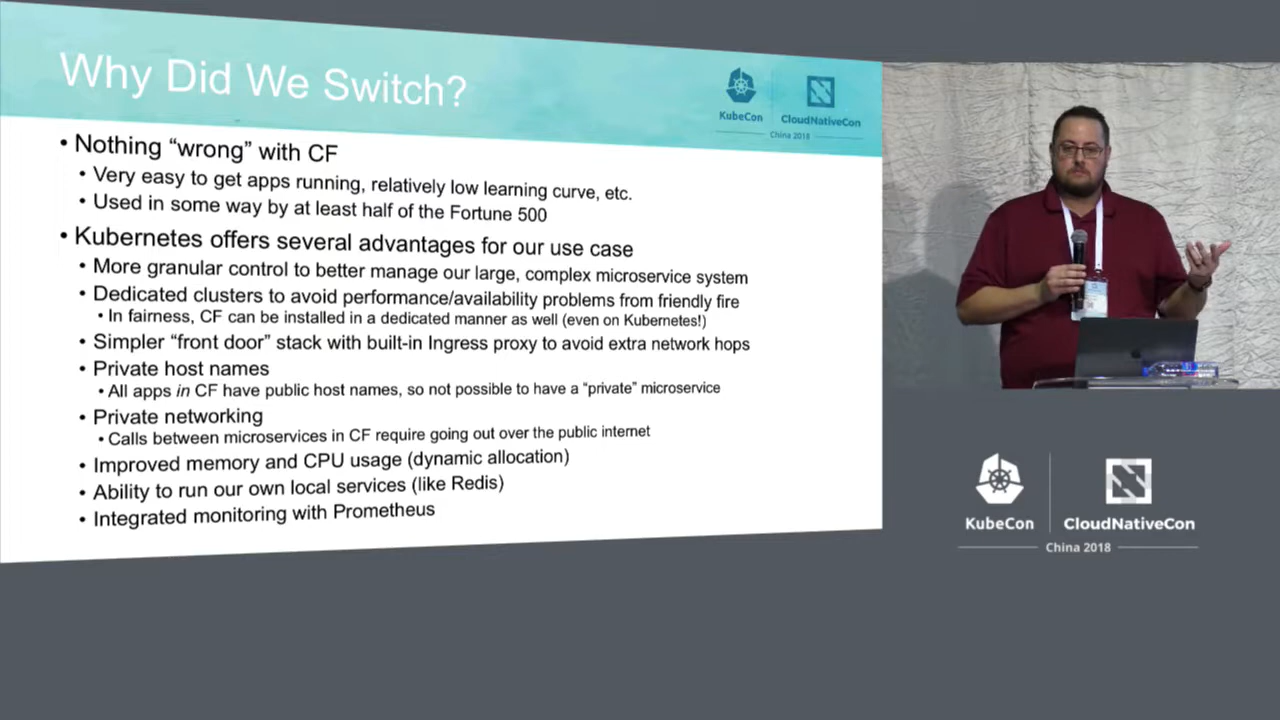 Why Did We Switch?
KubeCon
CloudNativeCon
China 2018
• Nothing “wrong” with CF
• Very easy to get apps running, relatively low learning curve, etc.
• Used in some way by at least half of the Fortune 500
• Kubernetes offers several advantages for our use case
• More granular control to better manage our large, complex microservice system
• Dedicated clusters to avoid performance/availability problems from friendly fire
• In fairness, CF can be installed in a dedicated manner as well (even on Kubernetes!)
• Simpler “front door” stack with built-in Ingress proxy to avoid extra network hops
• Private host names
• All apps in CF have public host names, so not possible to have a “private” microservice
• Private networking
• Calls between microservices in CF require going out over the public internet
• Improved memory and CPU usage (dynamic allocation)
• Ability to run our own local services (like Redis)
• Integrated monitoring with Prometheus
KubeCon
CloudNativeCon
China 2018